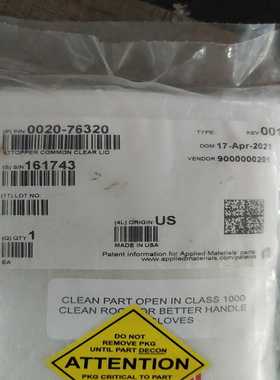 (P) P/N: 0020-76320
STOPPER COMMON CLEAR LID
TYPE:
REV 001
(S) S/N: 161743
DOM 17-Apr-2021
VENDOR 9000000201
(1T) LOT NO:
(4L) ORIGIN: US
MADE IN USA
(Q) QTY 1
EA
Patent information for Applied Materials' parts
www.appliedmaterials.com/patents
CLEAN PART OPEN IN CLASS 1000
CLEAN ROOM OR BETTER HANDLE
GLOVES
DO NOT
REMOVE PKG
UNTIL PART DECON
ATTENTION
PKG CRITICAL TO PART